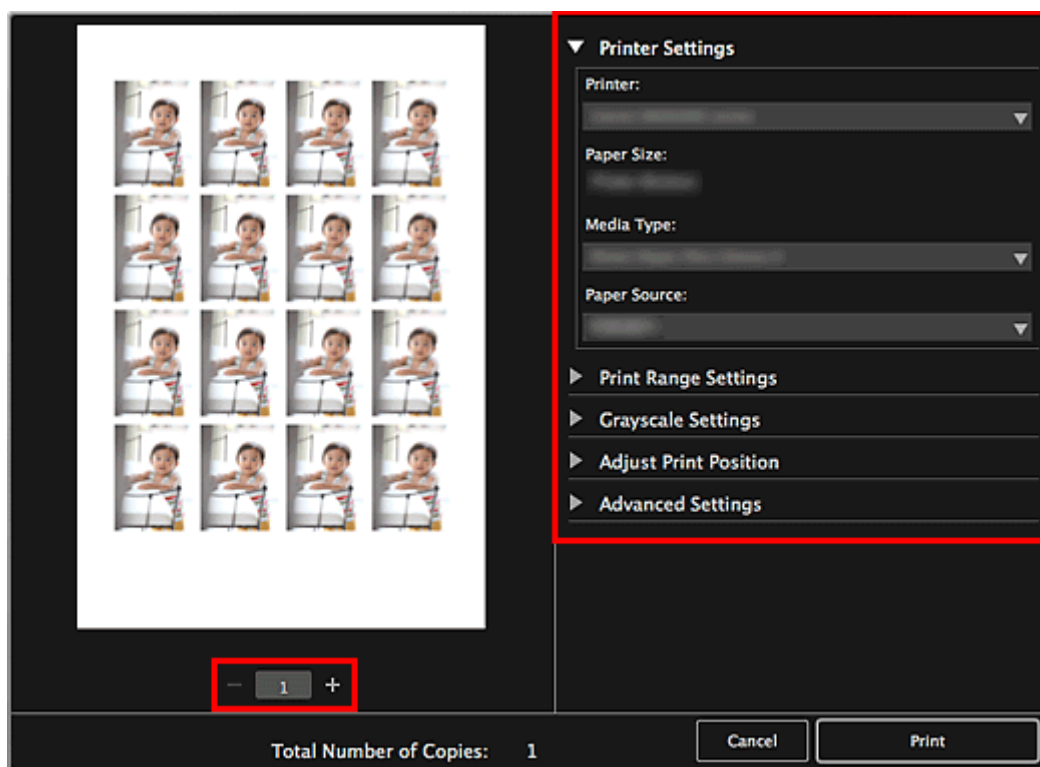 Printer Settings
Printer:
Paper Size:
Media Type:
Paper Source:
Print Range Settings
Grayscale Settings
Adjust Print Position
Advanced Settings
1
Total Number of Copies: 1
Cancel
Print